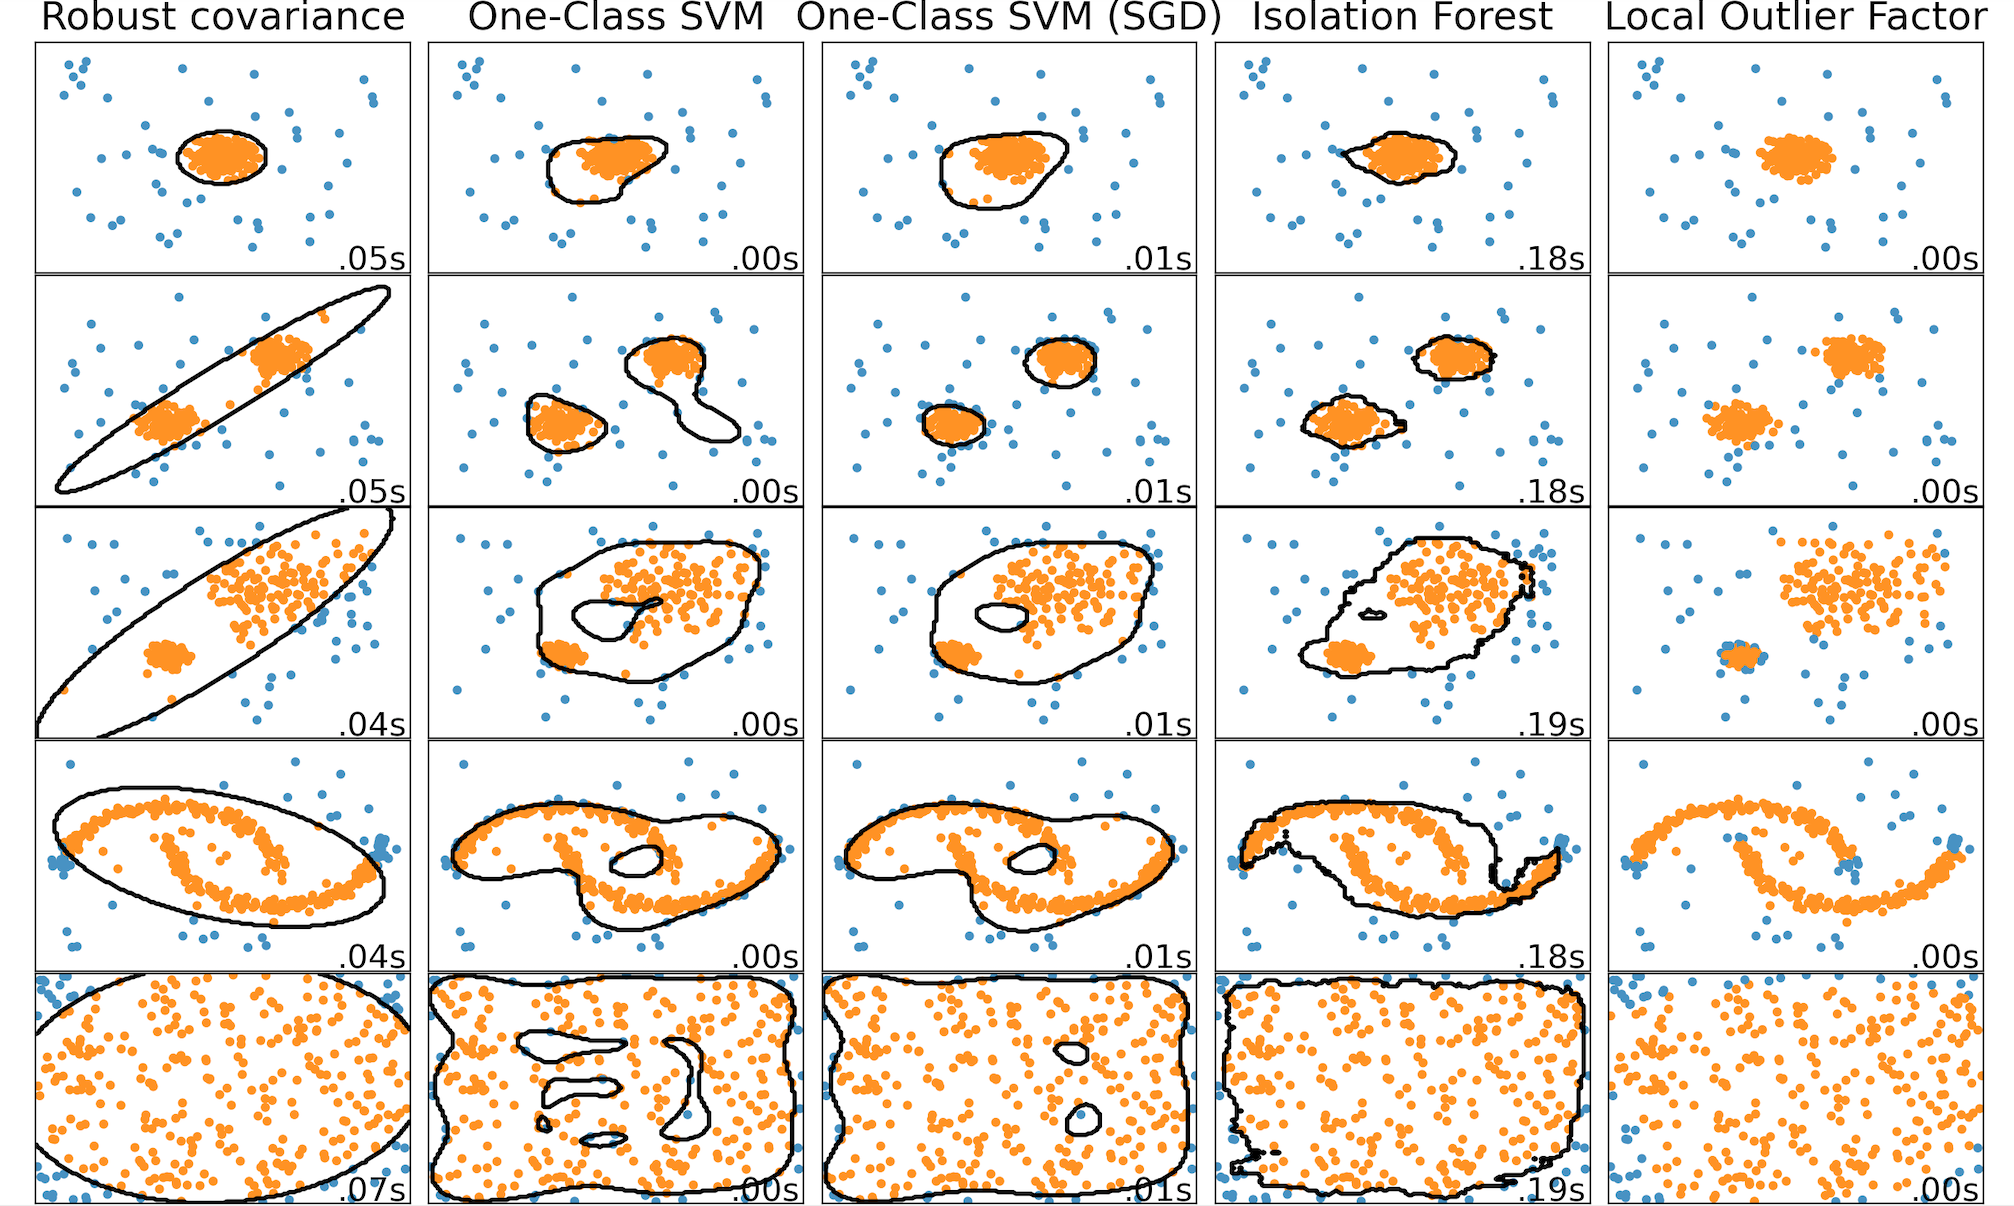 Robust covariance One-Class SVM One-Class SVM (SGD) Isolation Forest Local Outlier Factor
.05s .00s .01s .18s .00s
.05s .00s .01s .18s .00s
.04s .00s .01s .19s .00s
.04s .00s .01s .18s .00s
.07s .00s .01s .19s .00s